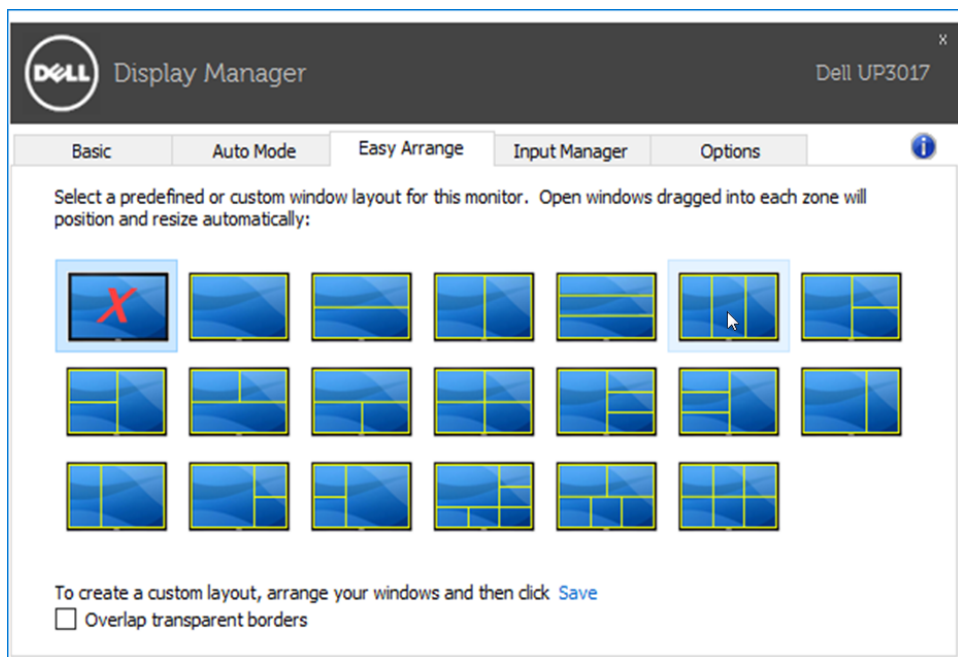 DELL
Display Manager
x
Dell UP3017
Basic
Auto Mode
Easy Arrange
Input Manager
Options
i
Select a predefined or custom window layout for this monitor. Open windows dragged into each zone will
position and resize automatically:
X
To create a custom layout, arrange your windows and then click Save
Overlap transparent borders